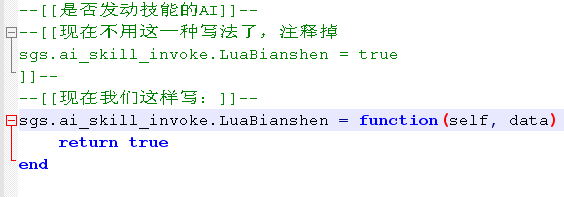 --[[是否发动技能的AI]]--
--[[现在不用这一种写法了，注释掉
sgs.ai_skill_invoke.LuaBianshen = true
]]--
--[[现在我们这样写：]]--
sgs.ai_skill_invoke.LuaBianshen = function(self, data)
    return true
end